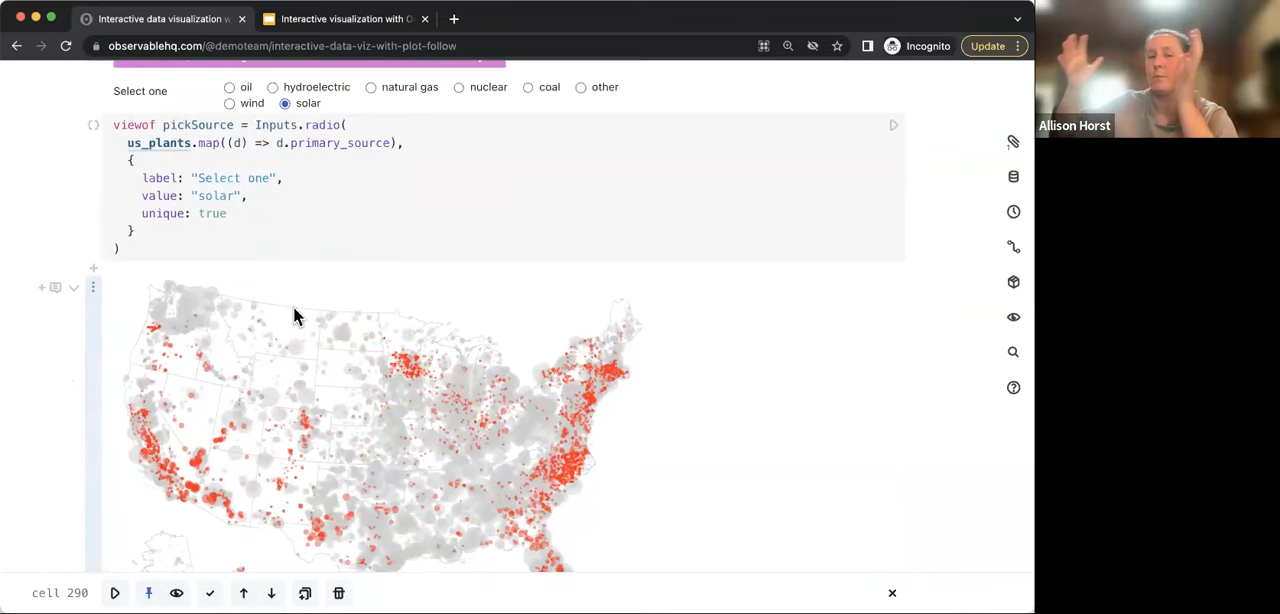 Interactive data visualization w
Interactive visualization with O
observablehq.com/@demoteam/interactive-data-viz-with-plot-follow
Incognito
Update
Allison Horst
Select one
oil
hydroelectric
natural gas
nuclear
coal
other
wind
solar
viewof pickSource = Inputs.radio(
us_plants.map((d) => d.primary_source),
{
label: "Select one",
value: "solar",
unique: true
}
)
cell 290